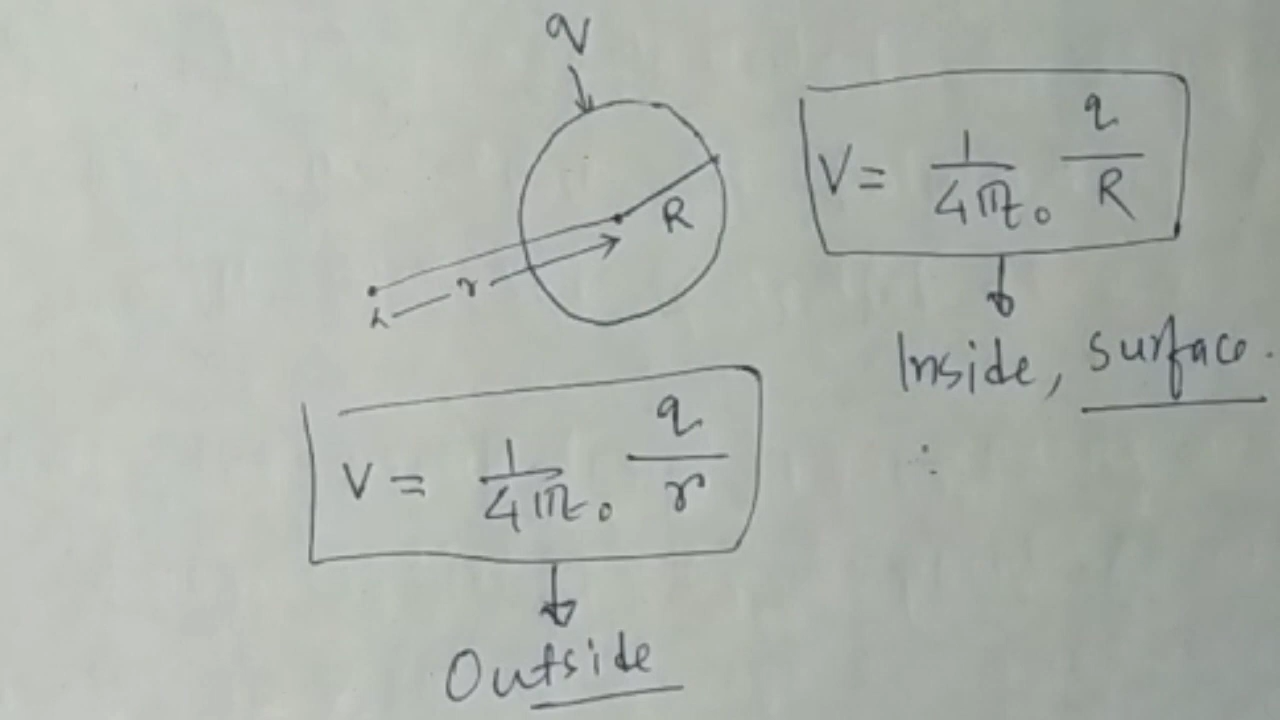 q
R
r
V = 1/4πε₀ q/R
Inside, surface.
V = 1/4πε₀ q/r
Outside